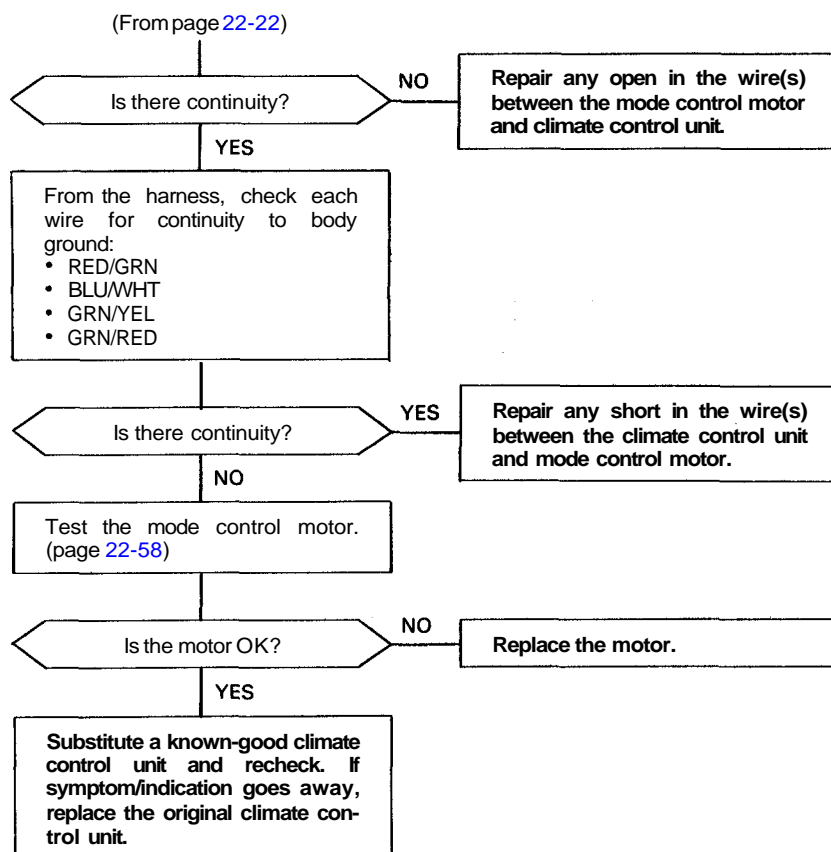 (From page 22-22)
Is there continuity?
NO
Repair any open in the wire(s)
between the mode control motor
and climate control unit.
YES
From the harness, check each
wire for continuity to body
ground:
• RED/GRN
• BLU/WHT
• GRN/YEL
• GRN/RED
Is there continuity?
YES
Repair any short in the wire(s)
between the climate control unit
and mode control motor.
NO
Test the mode control motor.
(page 22-58)
Is the motor OK?
NO
Replace the motor.
YES
Substitute a known-good climate
control unit and recheck. If
symptom/indication goes away,
replace the original climate con-
trol unit.